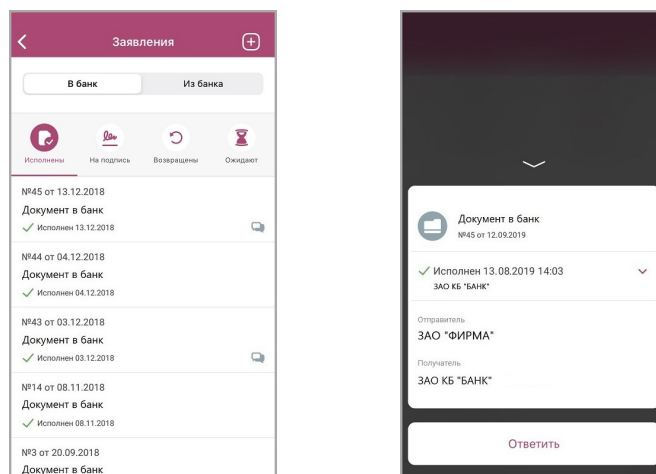 Заявления
В банк
Из банка
Исполнены
На подпись
Возвращены
Ожидают
№45 от 13.12.2018
Документ в банк
Исполнен 13.12.2018
№44 от 04.12.2018
Документ в банк
Исполнен 04.12.2018
№43 от 03.12.2018
Документ в банк
Исполнен 03.12.2018
№14 от 08.11.2018
Документ в банк
Исполнен 08.11.2018
№3 от 20.09.2018
Документ в банк
Документ в банк
№45 от 12.09.2019
Исполнен 13.08.2019 14:03
ЗАО КБ "БАНК"
Отправитель
ЗАО "ФИРМА"
Получатель
ЗАО КБ "БАНК"
Ответить